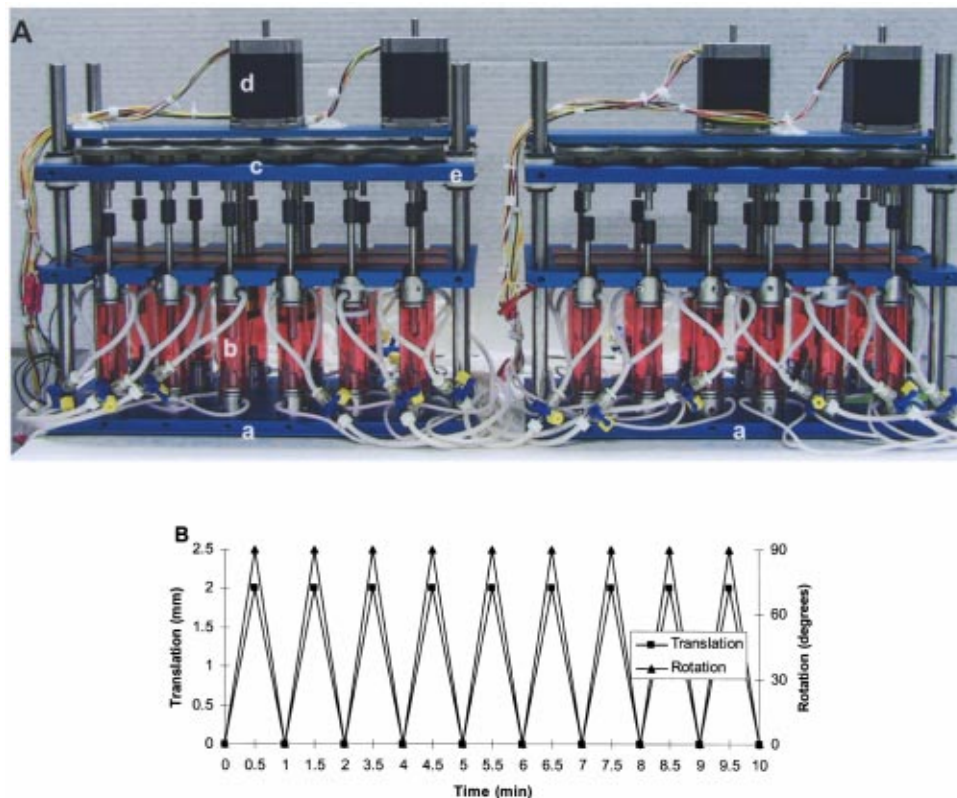 A
d
c
e
b
a
a
B
2.5
2
1.5
1
0.5
0
Translation (mm)
90
60
30
0
Rotation (degrees)
Translation
Rotation
0 0.5 1 1.5 2 3.5 4 4.5 5 5.5 6 6.5 7 7.5 8 8.5 9 9.5 10
Time (min)